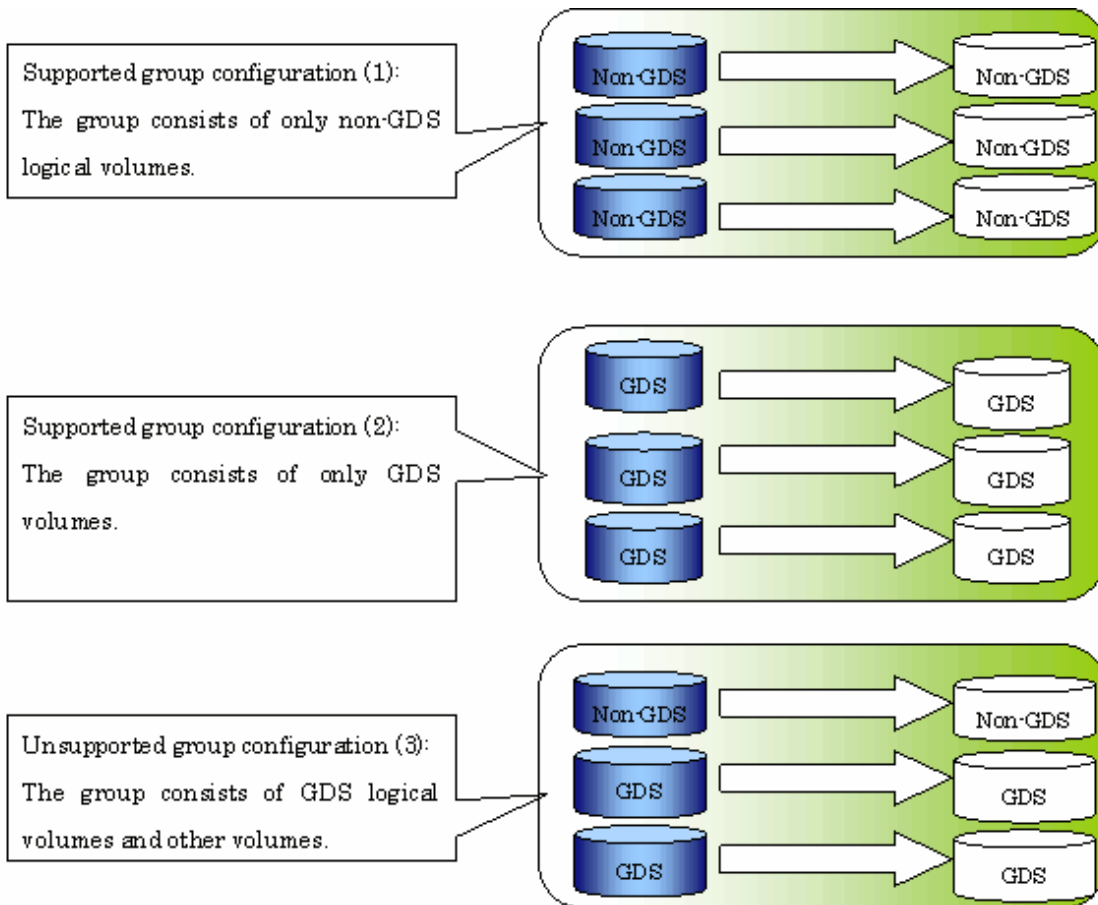 Supported group configuration (1):
The group consists of only non-GDS
logical volumes.
Non-GDS
Non-GDS
Non-GDS
Non-GDS
Non-GDS
Non-GDS
Supported group configuration (2):
The group consists of only GDS
volumes.
GDS
GDS
GDS
GDS
GDS
GDS
Unsupported group configuration (3):
The group consists of GDS logical
volumes and other volumes.
Non-GDS
Non-GDS
GDS
GDS
GDS
GDS